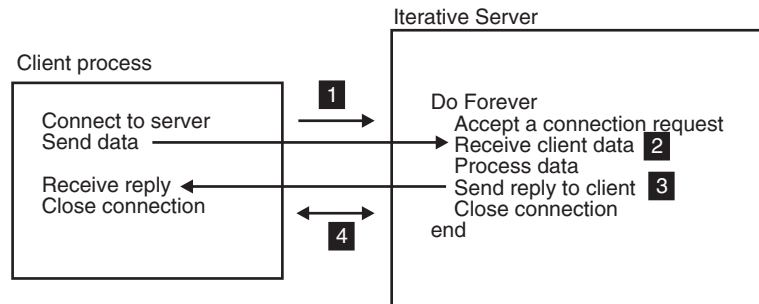 Iterative Server
Client process
1
Connect to server
Send data
Receive reply
Close connection
4
Do Forever
Accept a connection request
Receive client data 2
Process data
Send reply to client 3
Close connection
end